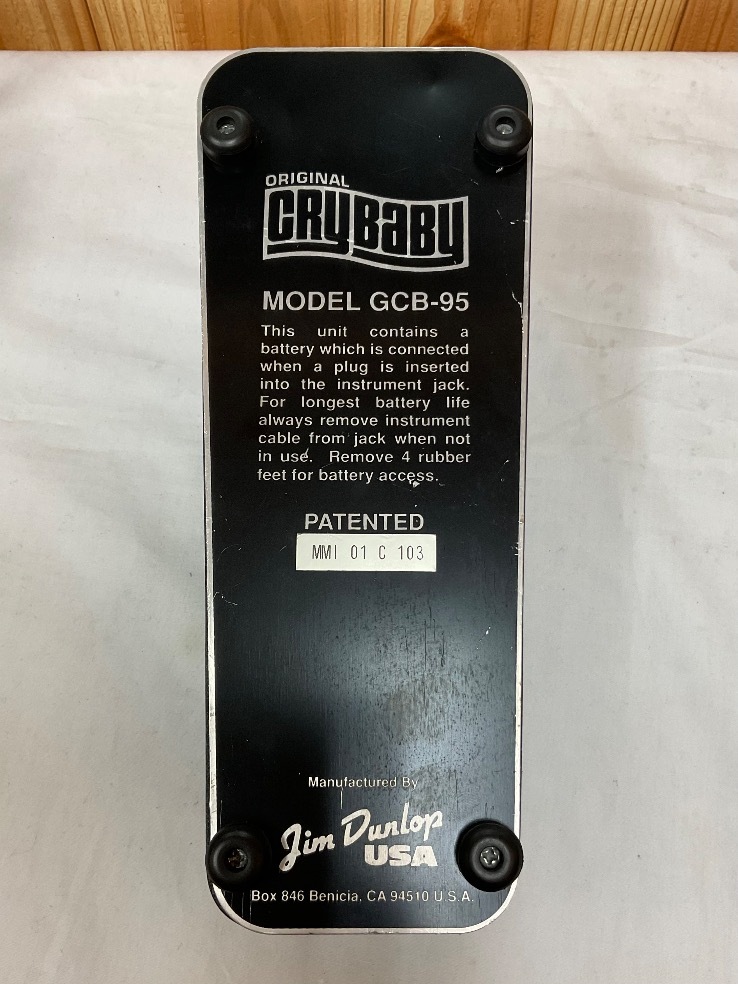 ORIGINAL
CRYBABY
MODEL GCB-95
This unit contains a
battery which is connected
when a plug is inserted
into the instrument jack.
For longest battery life
always remove instrument
cable from jack when not
in use. Remove 4 rubber
feet for battery access.
PATENTED
MMI 01 C 103
Manufactured By
Jim Dunlop
USA
Box 846 Benicia, CA 94510 U.S.A.